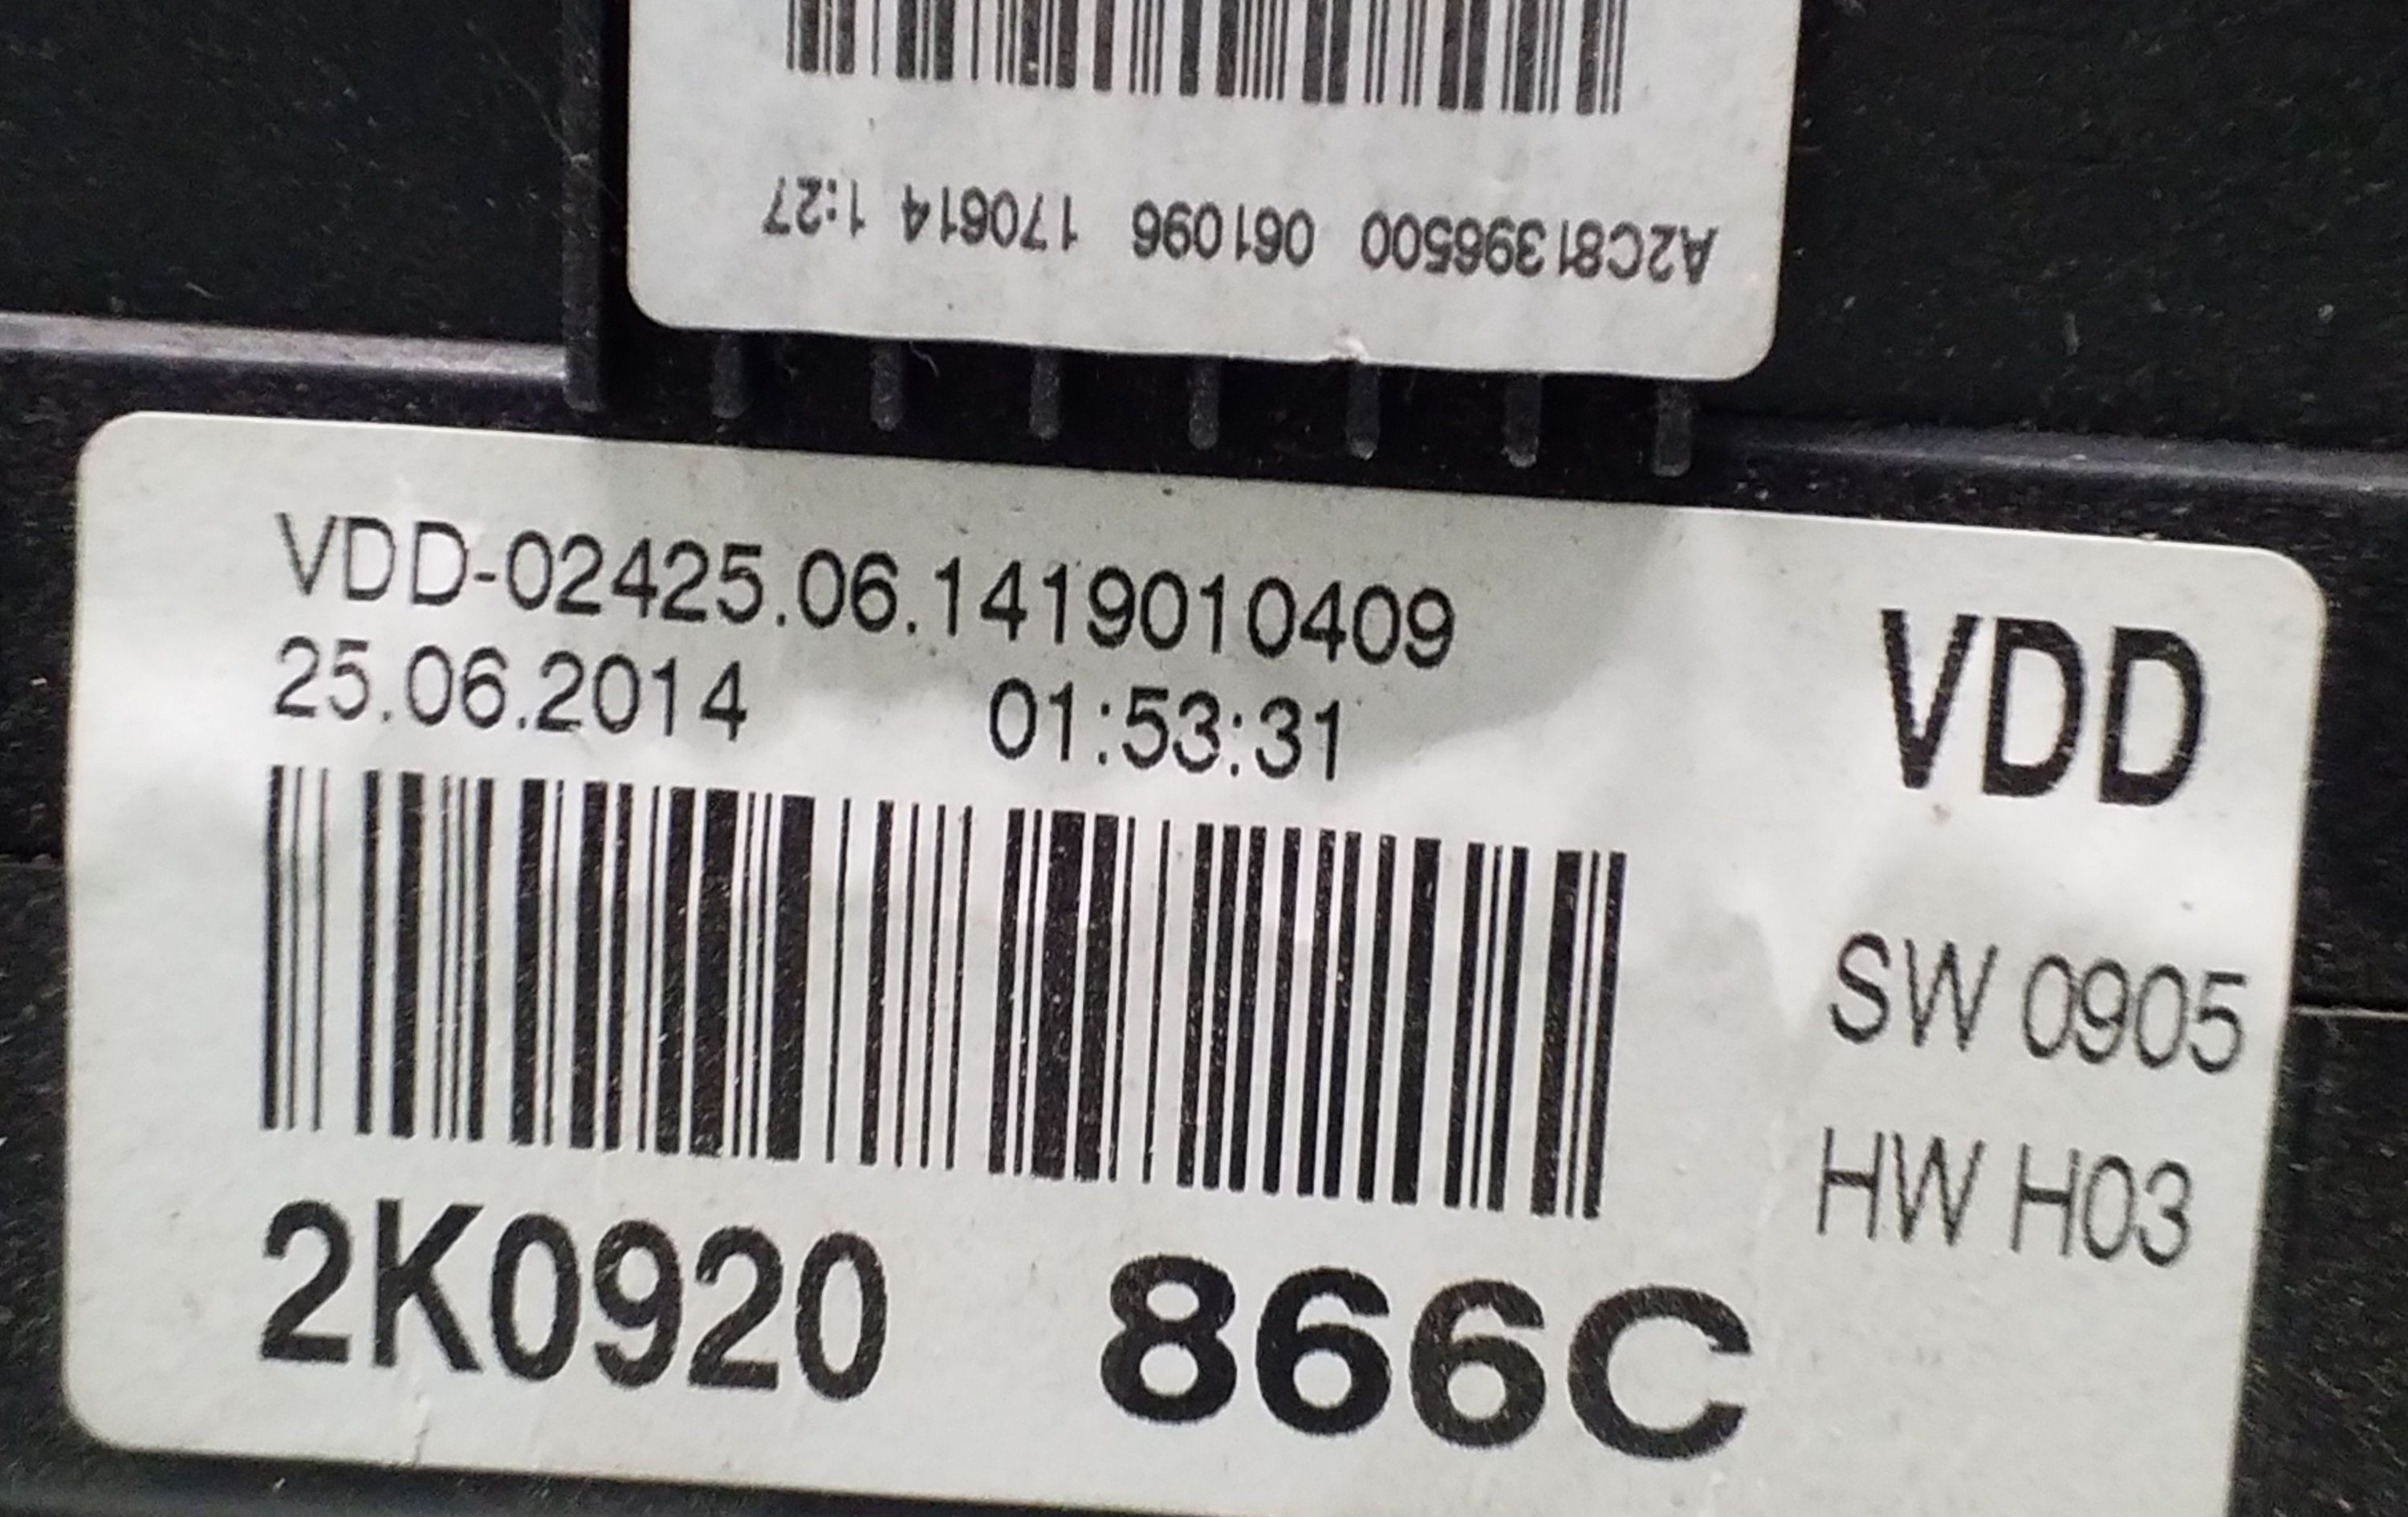 A2C81396500 061096 170614 1:27
VDD-02425.06.1419010409
25.06.2014 01:53:31
VDD
SW 0905
HW H03
2K0920 866C